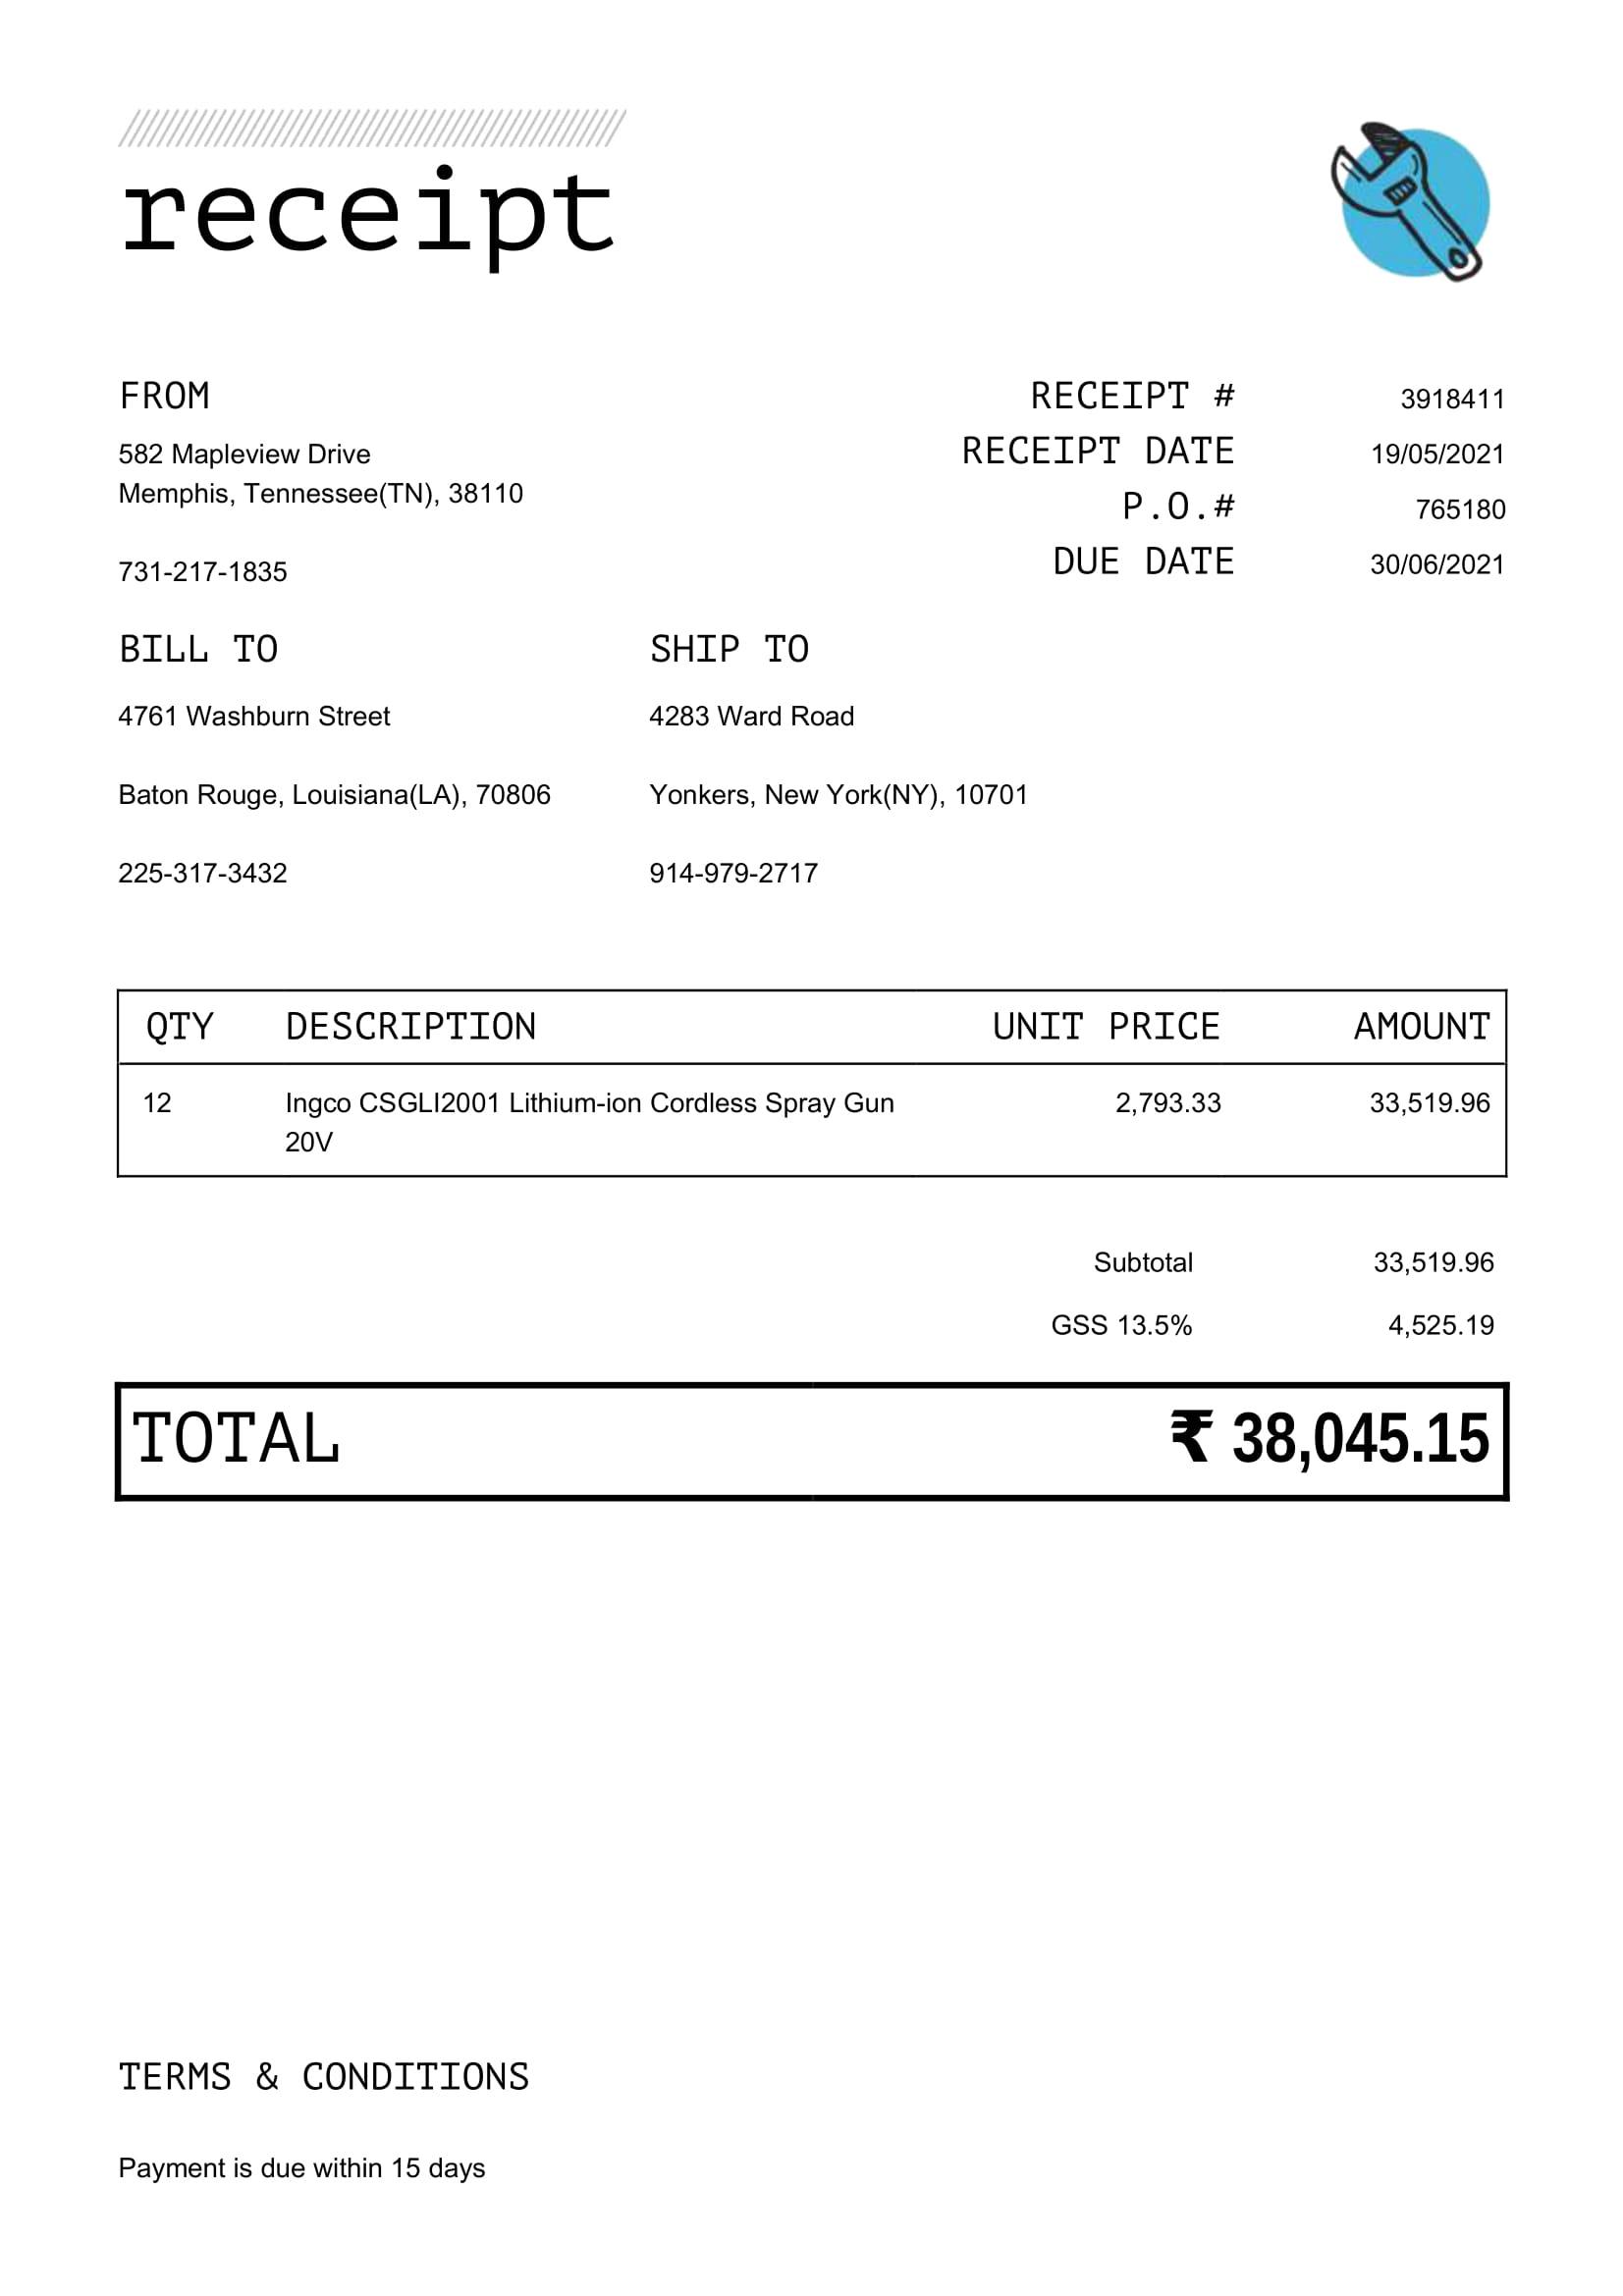 receipt
FROM
582 Mapleview Drive
Memphis, Tennessee(TN), 38110
731-217-1835
RECEIPT # 3918411
RECEIPT DATE 19/05/2021
P.O.# 765180
DUE DATE 30/06/2021
BILL TO SHIP TO
4761 Washburn Street 4283 Ward Road
Baton Rouge, Louisiana(LA), 70806 Yonkers, New York(NY), 10701
225-317-3432 914-979-2717
QTY DESCRIPTION UNIT PRICE AMOUNT
12 Ingco CSGLI2001 Lithium-ion Cordless Spray Gun 2,793.33 33,519.96
20V
Subtotal 33,519.96
GSS 13.5% 4,525.19
TOTAL ₹ 38,045.15
TERMS & CONDITIONS
Payment is due within 15 days